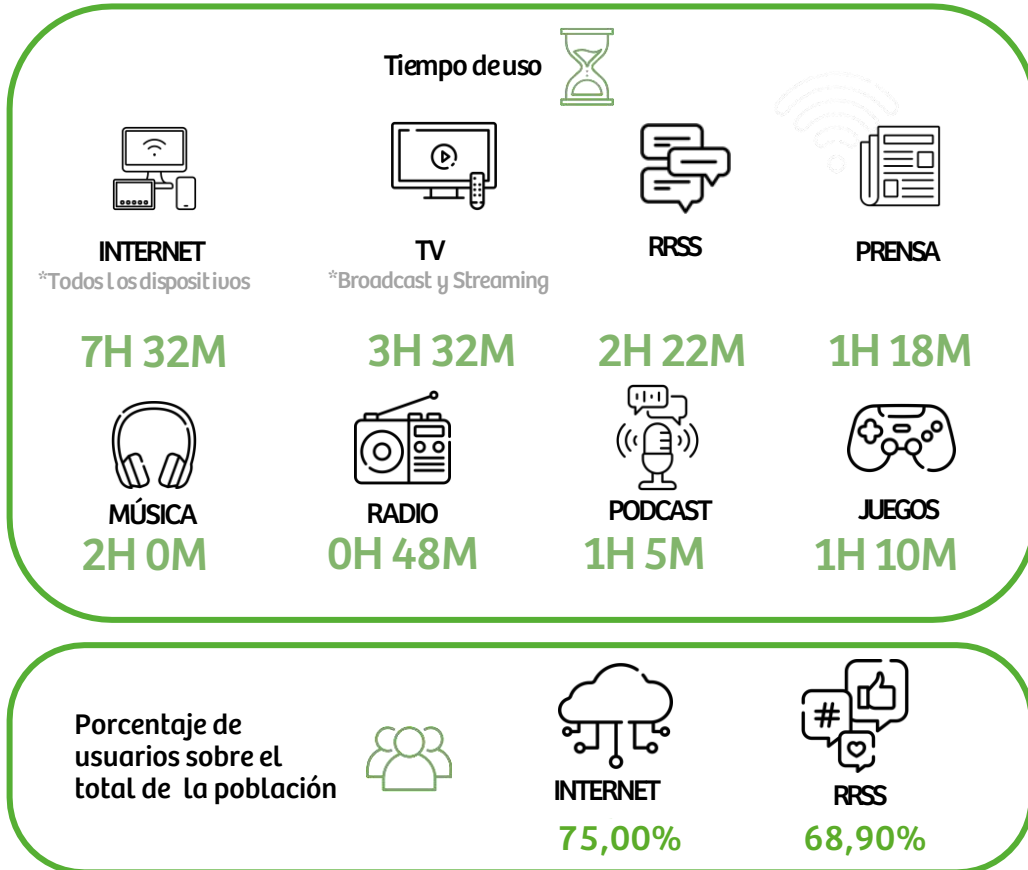 Tiempo de uso
INTERNET
*Todos los dispositivos
7H 32M
TV
*Broadcast y Streaming
3H 32M
RRSS
2H 22M
PRENSA
1H 18M
MÚSICA
2H 0M
RADIO
0H 48M
PODCAST
1H 5M
JUEGOS
1H 10M
Porcentaje de
usuarios sobre el
total de la población
INTERNET
75,00%
#
RRSS
68,90%